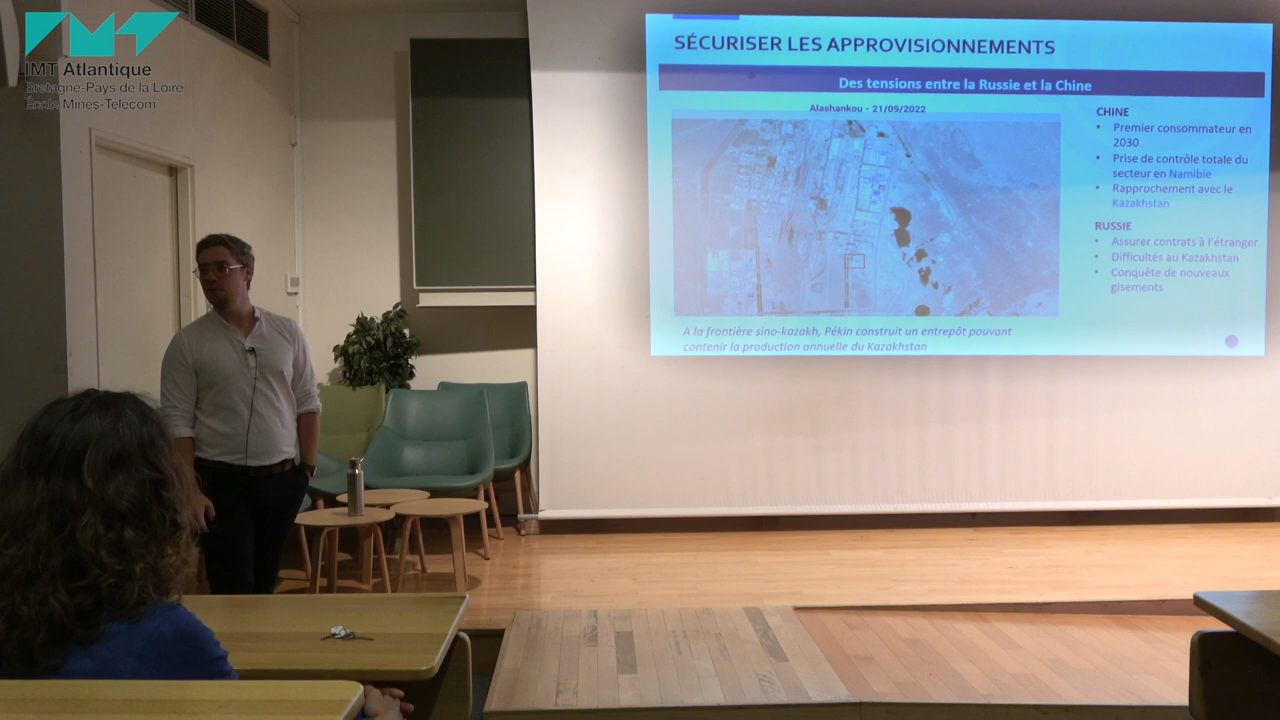 IMT Atlantique
Bretagne-Pays de la Loire
École Mines-Telecom
SÉCURISER LES APPROVISIONNEMENTS
Des tensions entre la Russie et la Chine
Alashankou - 21/09/2022
A la frontière sino-kazakh, Pékin construit un entrepôt pouvant
contenir la production annuelle du Kazakhstan
CHINE
• Premier consommateur en
2030
• Prise de contrôle totale du
secteur en Namibie
• Rapprochement avec le
Kazakhstan
RUSSIE
• Assurer contrats à l'étranger
• Difficultés au Kazakhstan
• Conquête de nouveaux
gisements